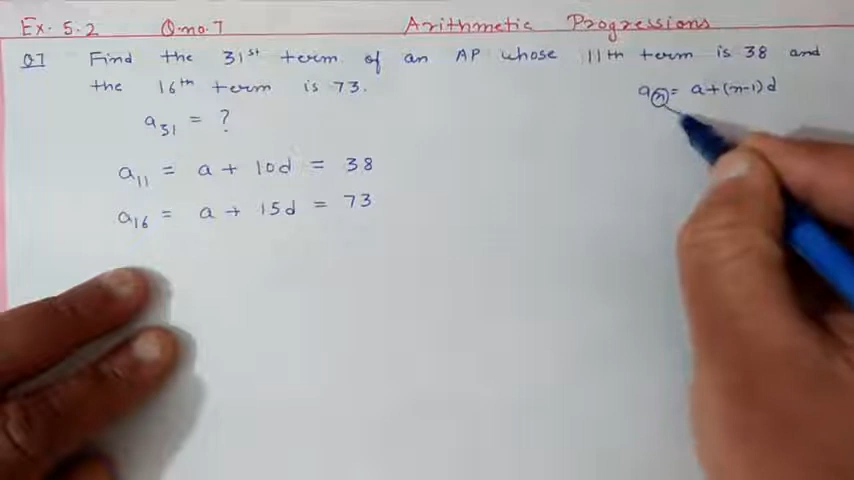 Ex. 5.2 Q.no.7 Arithmetic Progressions
Q7 Find the 31st term of an AP whose 11th term is 38 and
the 16th term is 73.
aₙ = a+(n-1)d
a₃₁ = ?
a₁₁ = a + 10d = 38
a₁₆ = a + 15d = 73